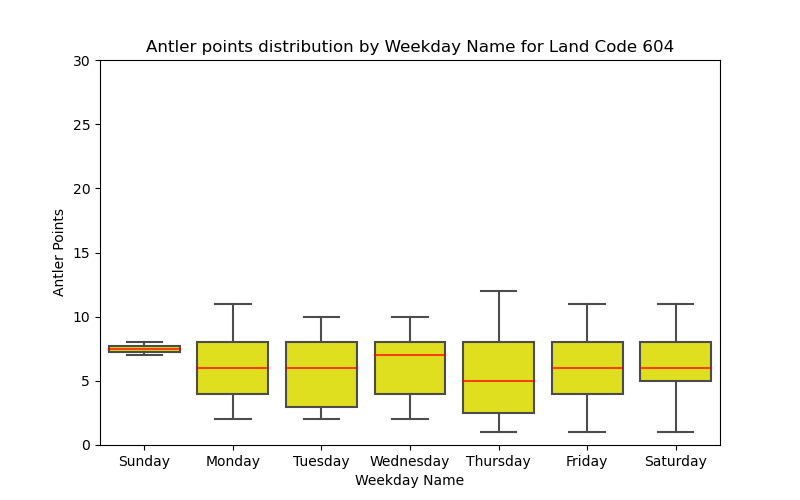 Antler points distribution by Weekday Name for Land Code 604
30
25
20
15
10
5
0
Antler Points
Sunday Monday Tuesday Wednesday Thursday Friday Saturday
Weekday Name